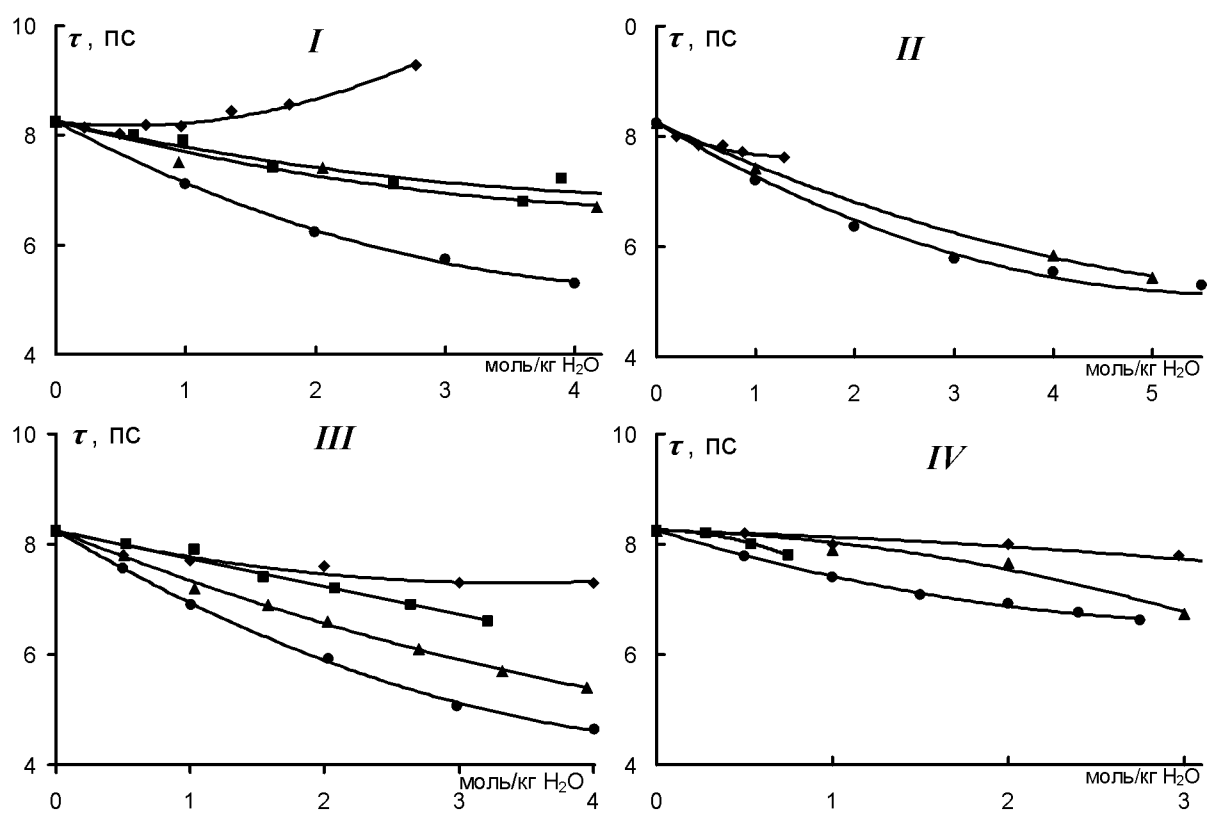 10
τ, ПС
I
8
6
4
моль/кг H₂O
0 1 2 3 4
0
τ, ПС
II
8
6
4
моль/кг H₂O
0 1 2 3 4 5
10
τ, ПС
III
8
6
4
моль/кг H₂O
0 1 2 3 4
10
τ, ПС
IV
8
6
4
моль/кг H₂O
0 1 2 3